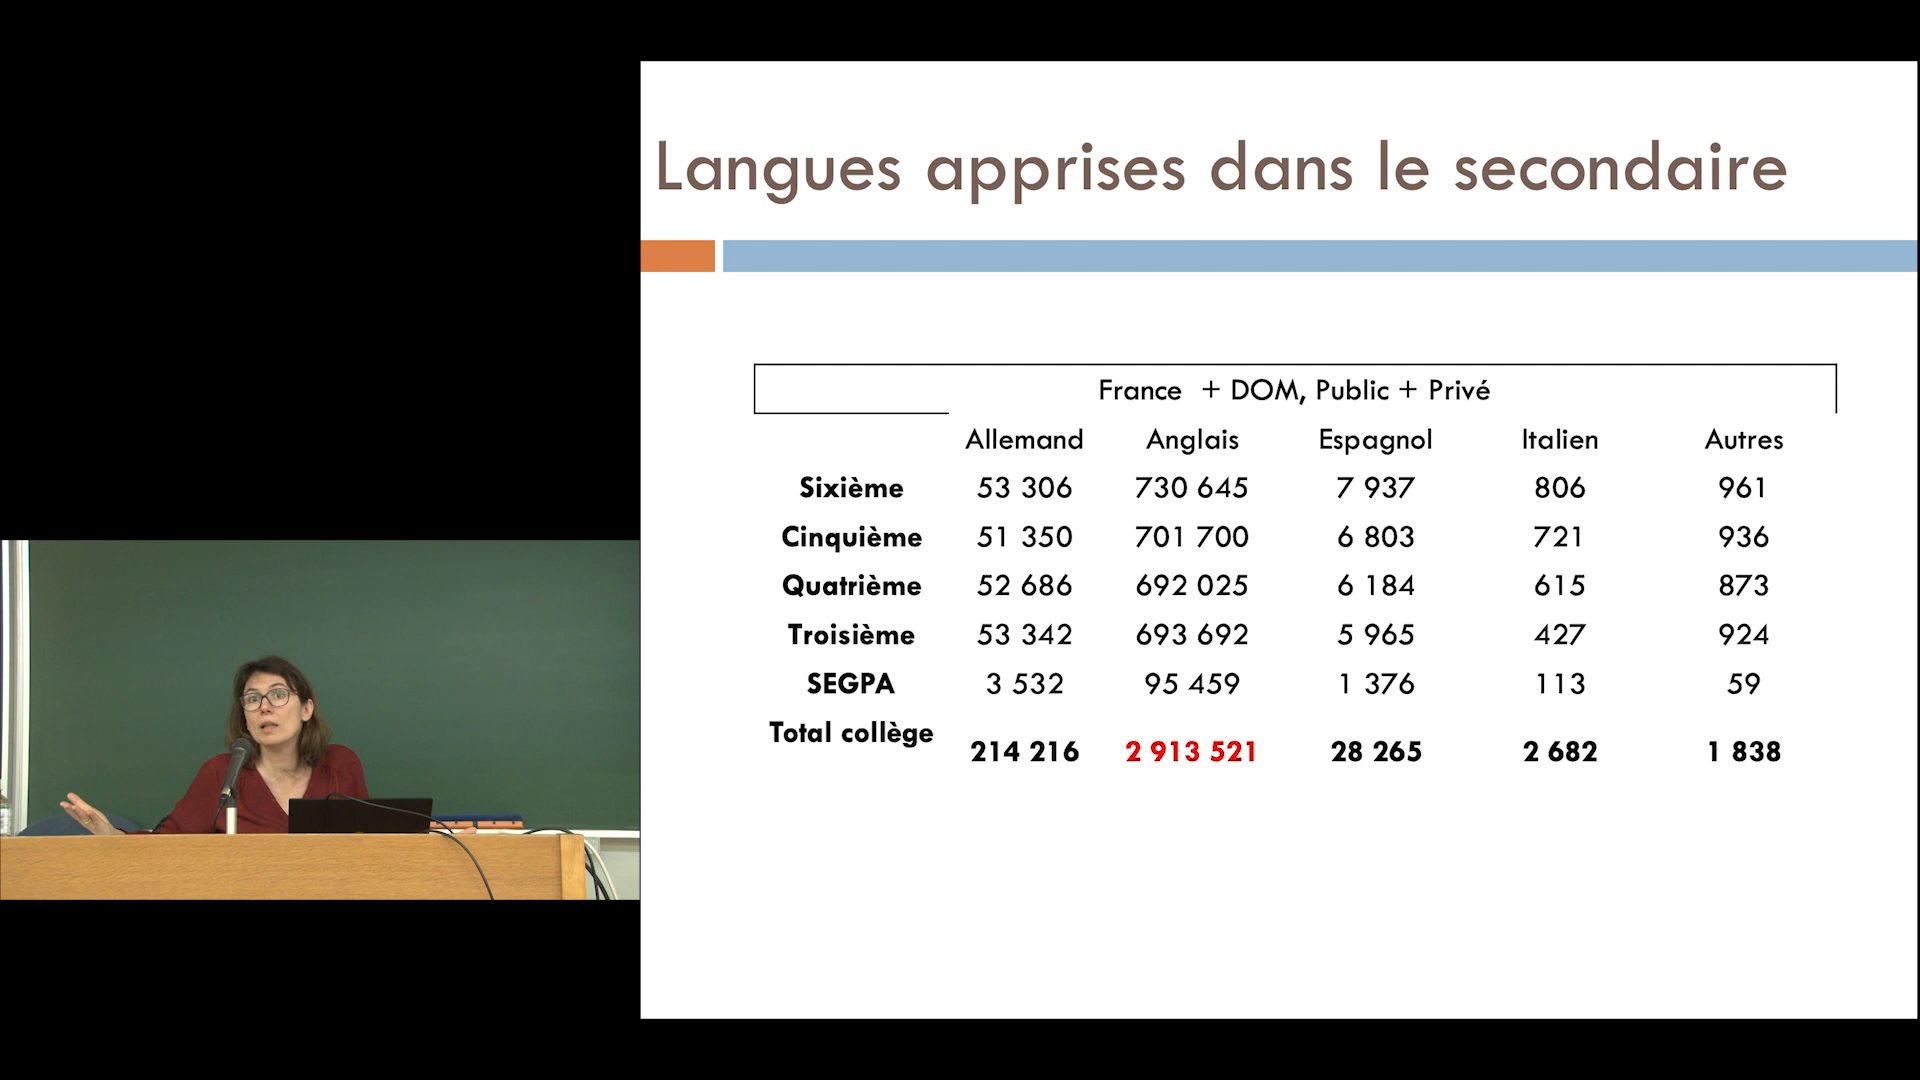 Langues apprises dans le secondaire
France + DOM, Public + Privé
Allemand Anglais Espagnol Italien Autres
Sixième 53 306 730 645 7 937 806 961
Cinquième 51 350 701 700 6 803 721 936
Quatrième 52 686 692 025 6 184 615 873
Troisième 53 342 693 692 5 965 427 924
SEGPA 3 532 95 459 1 376 113 59
Total collège 214 216 2 913 521 28 265 2 682 1 838